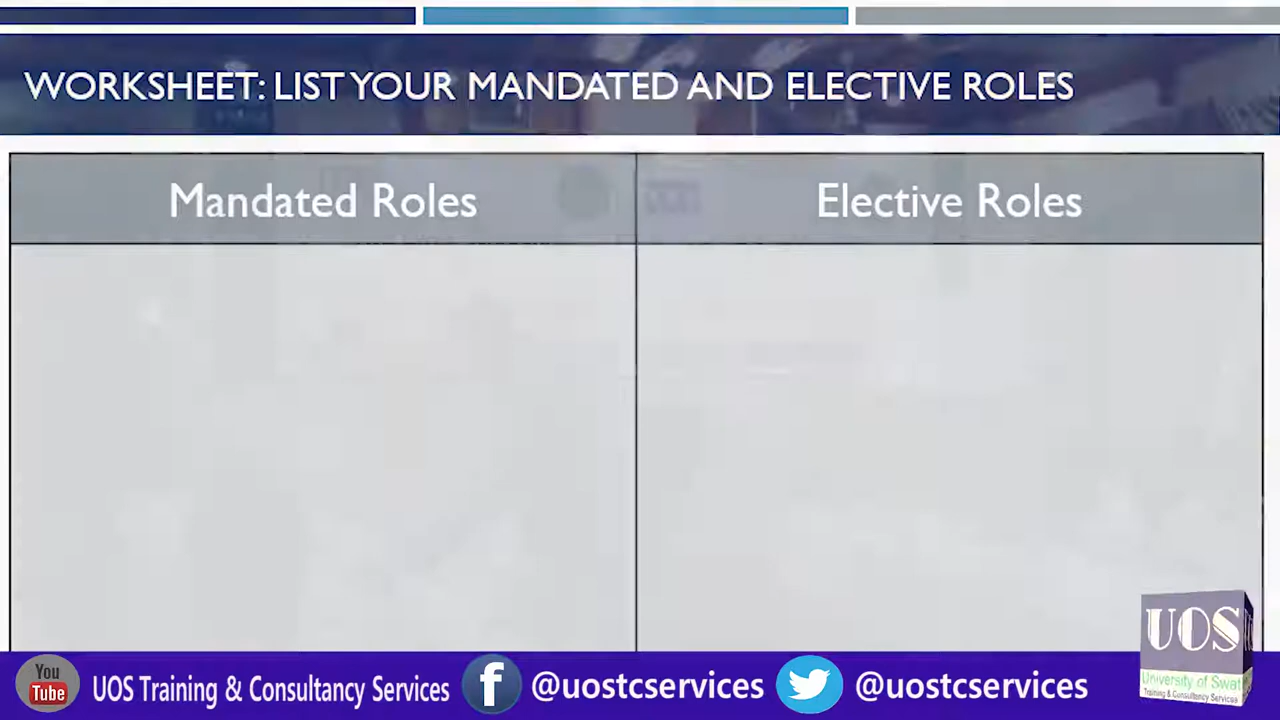 WORKSHEET: LIST YOUR MANDATED AND ELECTIVE ROLES
Mandated Roles
Elective Roles
UOS
University of Swat
Training & Consultancy Services
You
Tube
UOS Training & Consultancy Services
f
@uostcservices
@uostcservices